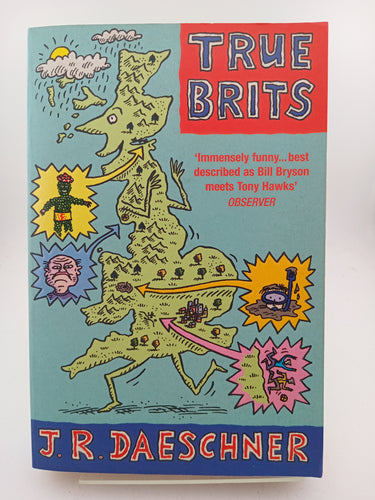 TRUE
BRITS
'Immensely funny...best
described as Bill Bryson
meets Tony Hawks'
OBSERVER
J.R. DAESCHNER